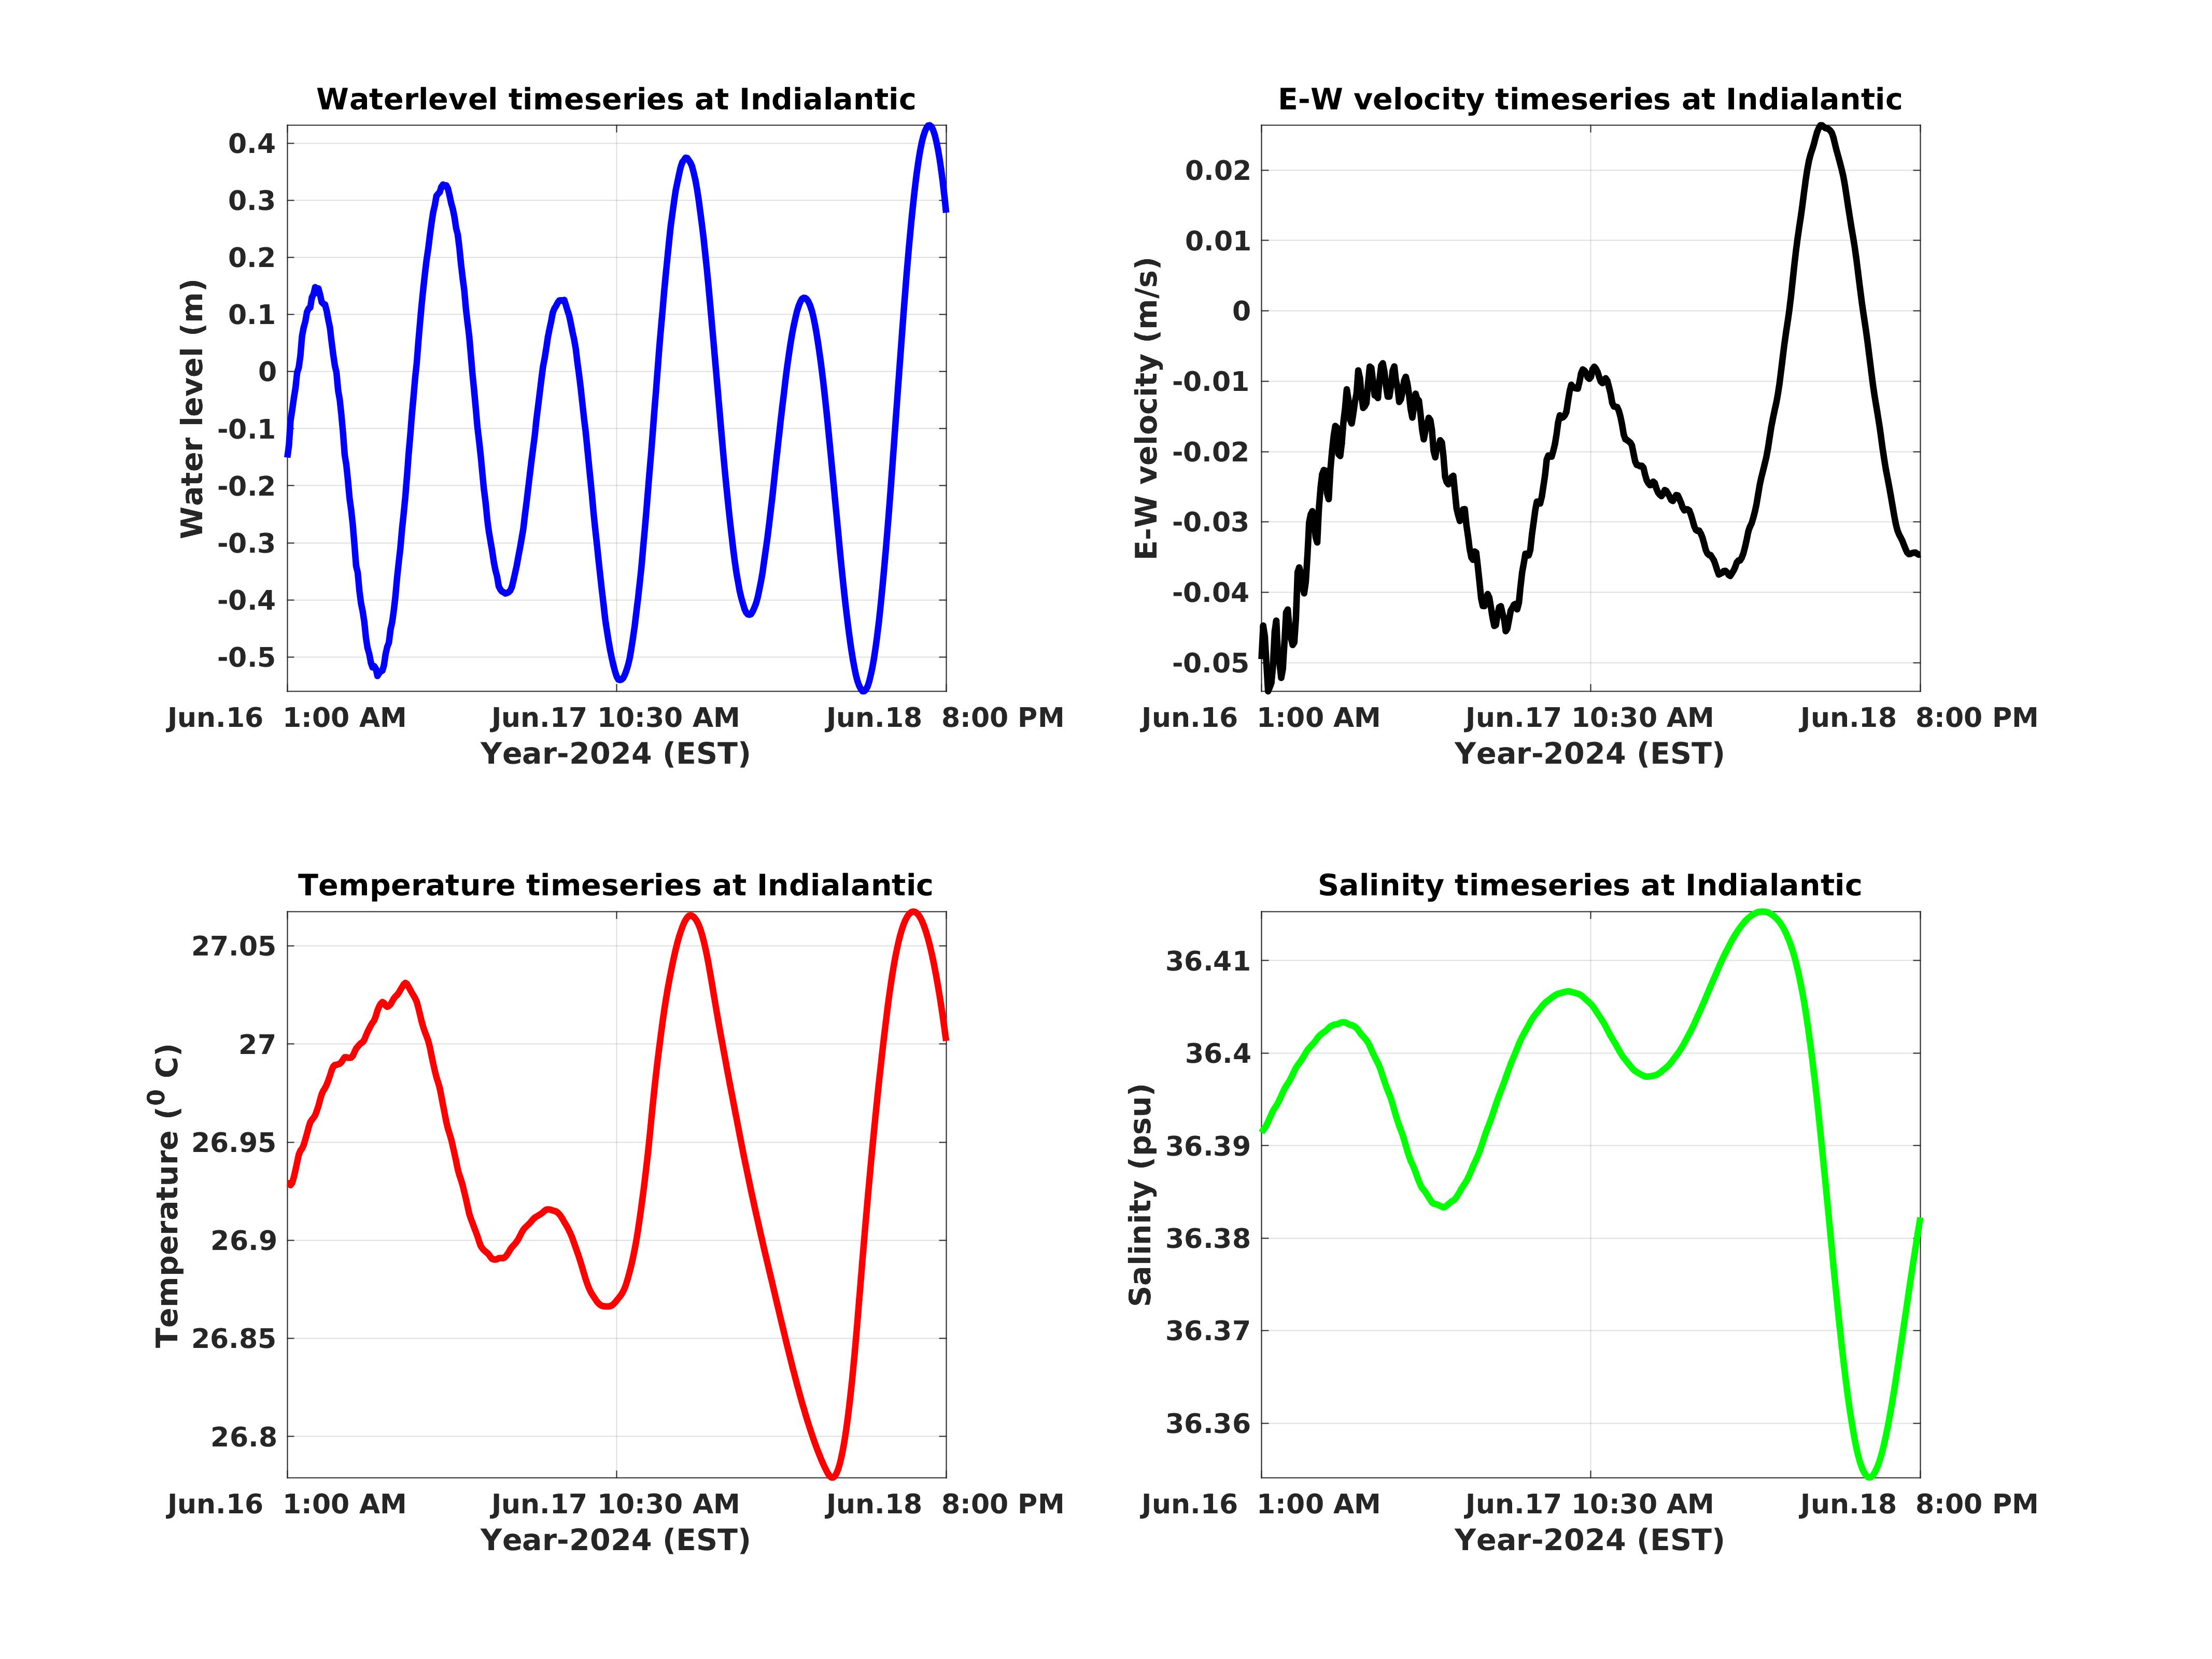 Waterlevel timeseries at Indialantic
0.4
0.3
0.2
0.1
0
-0.1
-0.2
-0.3
-0.4
-0.5
Water level (m)
Jun.16 1:00 AM Jun.17 10:30 AM Jun.18 8:00 PM
Year-2024 (EST)
E-W velocity timeseries at Indialantic
0.02
0.01
0
-0.01
-0.02
-0.03
-0.04
-0.05
E-W velocity (m/s)
Jun.16 1:00 AM Jun.17 10:30 AM Jun.18 8:00 PM
Year-2024 (EST)
Temperature timeseries at Indialantic
27.05
27
26.95
26.9
26.85
26.8
Temperature (⁰ C)
Jun.16 1:00 AM Jun.17 10:30 AM Jun.18 8:00 PM
Year-2024 (EST)
Salinity timeseries at Indialantic
36.41
36.4
36.39
36.38
36.37
36.36
Salinity (psu)
Jun.16 1:00 AM Jun.17 10:30 AM Jun.18 8:00 PM
Year-2024 (EST)